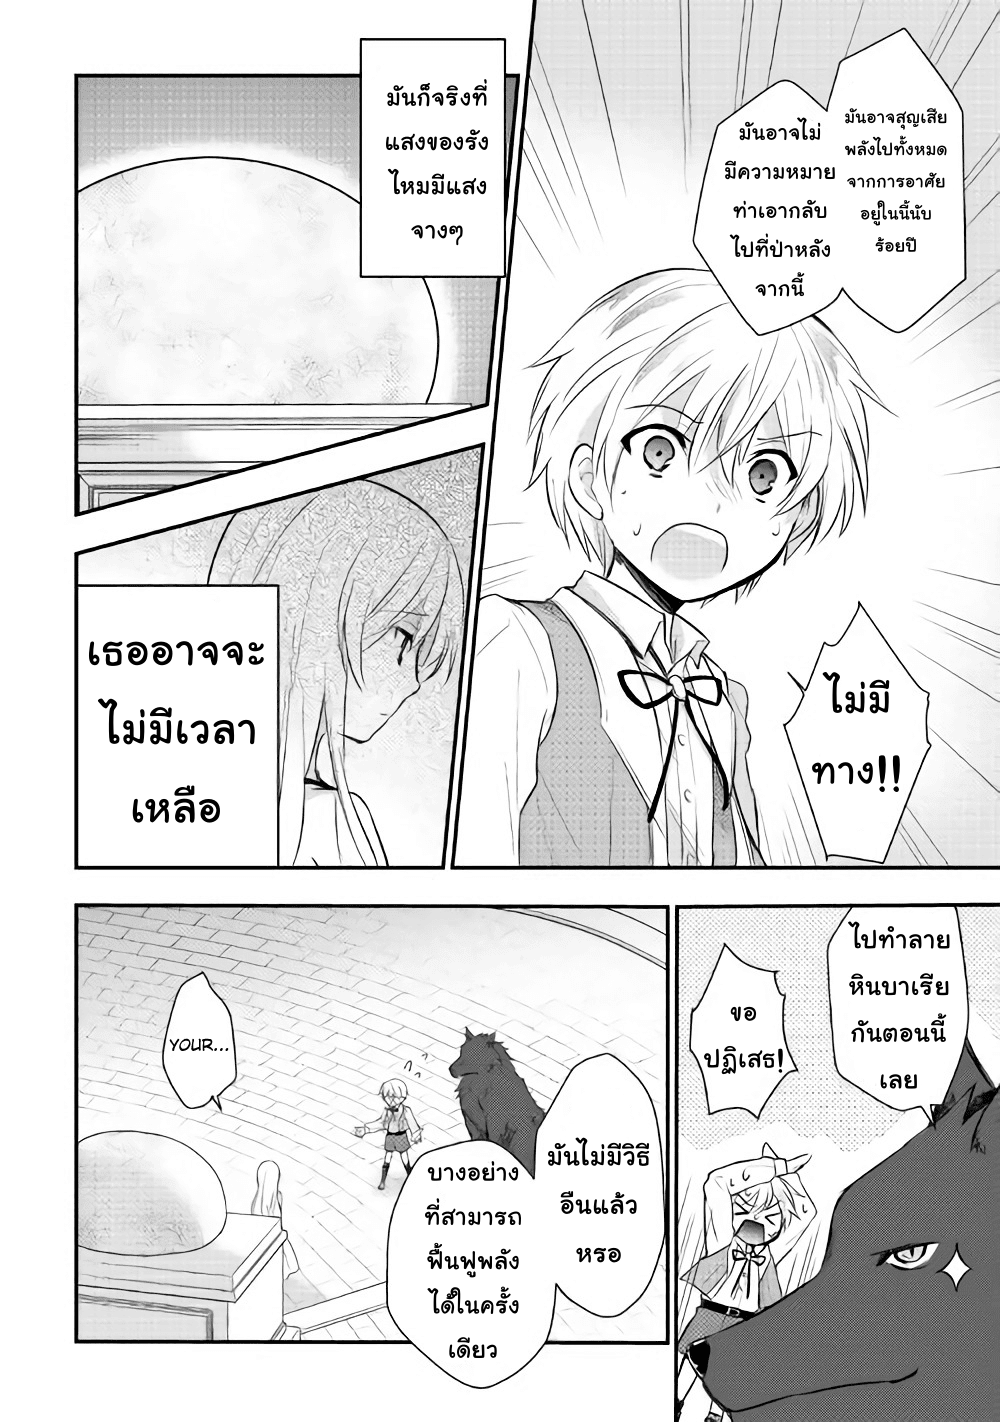 มันอาจสุญเสีย
พลังไปทั้งหมด
จากการอาศัย
อยู่ในนี้นับ
ร้อยปี
มันอาจไม่
มีความหมาย
ท่าเอากลับ
ไปที่ป่าหลัง
จากนี้
ไม่มี
ทาง!!
มันก็จริงที่
แสงของรัง
ไหมมีแสง
จางๆ
เธออาจจะ
ไม่มีเวลา
เหลือ
ไปทำลาย
หินบาเรีย
กันตอนนี้
เลย
ขอ
ปฏิเสธ!
มันไม่มีวิธี
อืนแล้ว
หรอ
บางอย่าง
ที่สามารถ
ฟื้นฟูพลัง
ได้ในครั้ง
เดียว
YOUR...